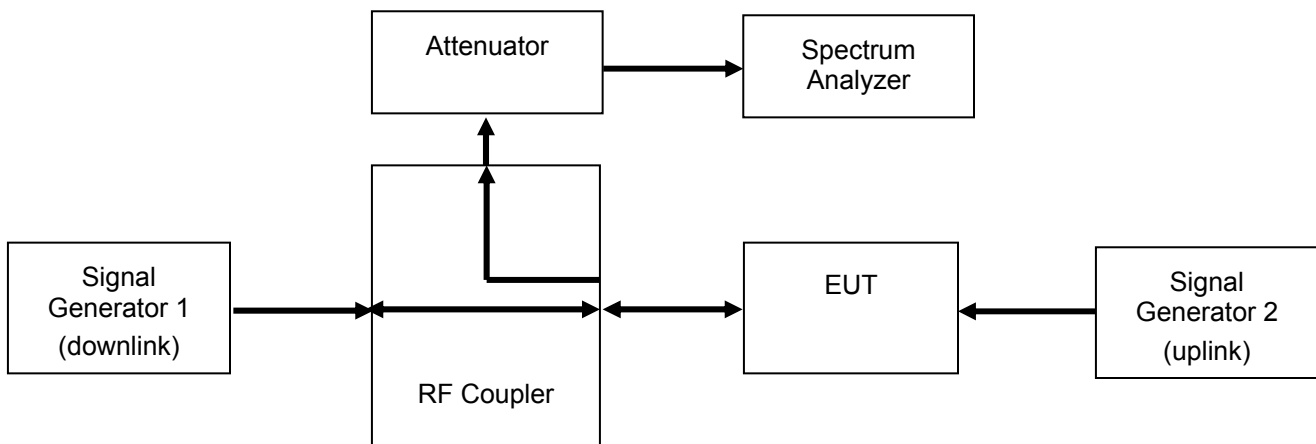 Attenuator
Spectrum
Analyzer
Signal
Generator 1
(downlink)
RF Coupler
EUT
Signal
Generator 2
(uplink)